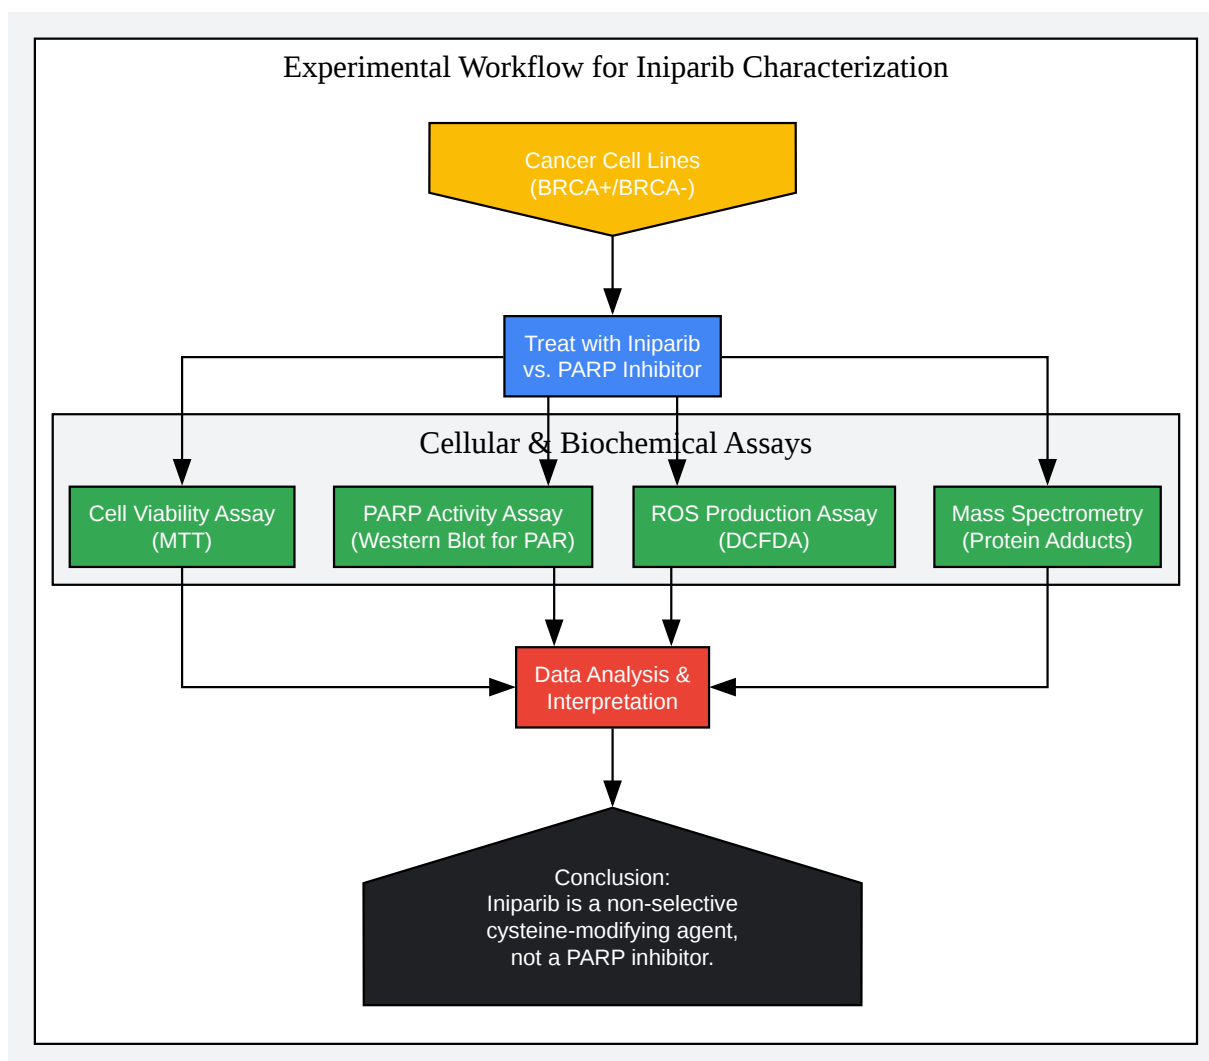 Experimental Workflow for Iniparib Characterization
Cancer Cell Lines
(BRCA+/BRCA-)
Treat with Iniparib
vs. PARP Inhibitor
Cellular & Biochemical Assays
Cell Viability Assay
(MTT)
PARP Activity Assay
(Western Blot for PAR)
ROS Production Assay
(DCFDA)
Mass Spectrometry
(Protein Adducts)
Data Analysis &
Interpretation
Conclusion:
Iniparib is a non-selective
cysteine-modifying agent,
not a PARP inhibitor.